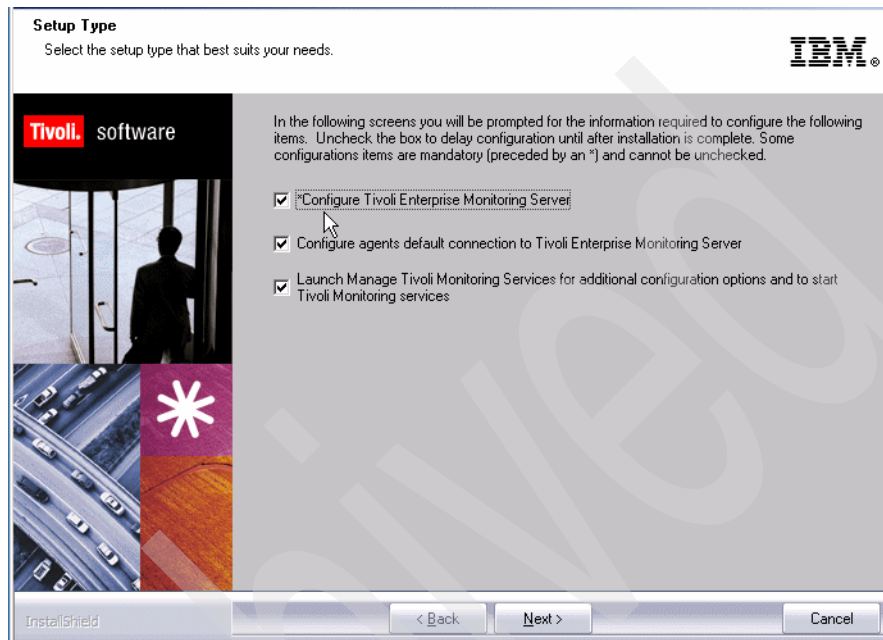 Setup Type
Select the setup type that best suits your needs.
IBM®
Tivoli. software
In the following screens you will be prompted for the information required to configure the following
items. Uncheck the box to delay configuration until after installation is complete. Some
configurations items are mandatory (preceded by an *) and cannot be unchecked.
*Configure Tivoli Enterprise Monitoring Server
Configure agents default connection to Tivoli Enterprise Monitoring Server
Launch Manage Tivoli Monitoring Services for additional configuration options and to start
Tivoli Monitoring services
InstallShield
< Back
Next >
Cancel